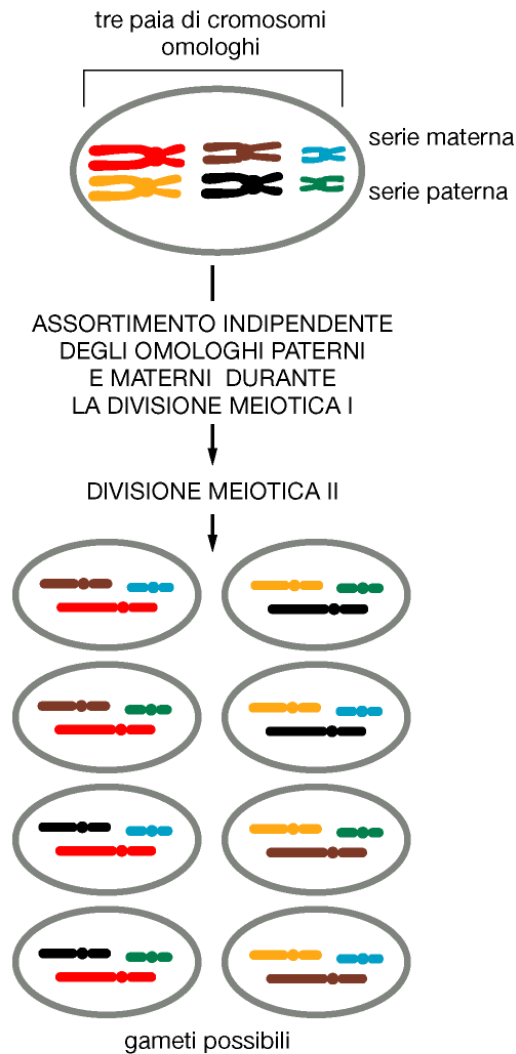 tre paia di cromosomi
omologhi
serie materna
serie paterna
ASSORTIMENTO INDIPENDENTE
DEGLI OMOLOGHI PATERNI
E MATERNI DURANTE
LA DIVISIONE MEIOTICA I
DIVISIONE MEIOTICA II
gameti possibili